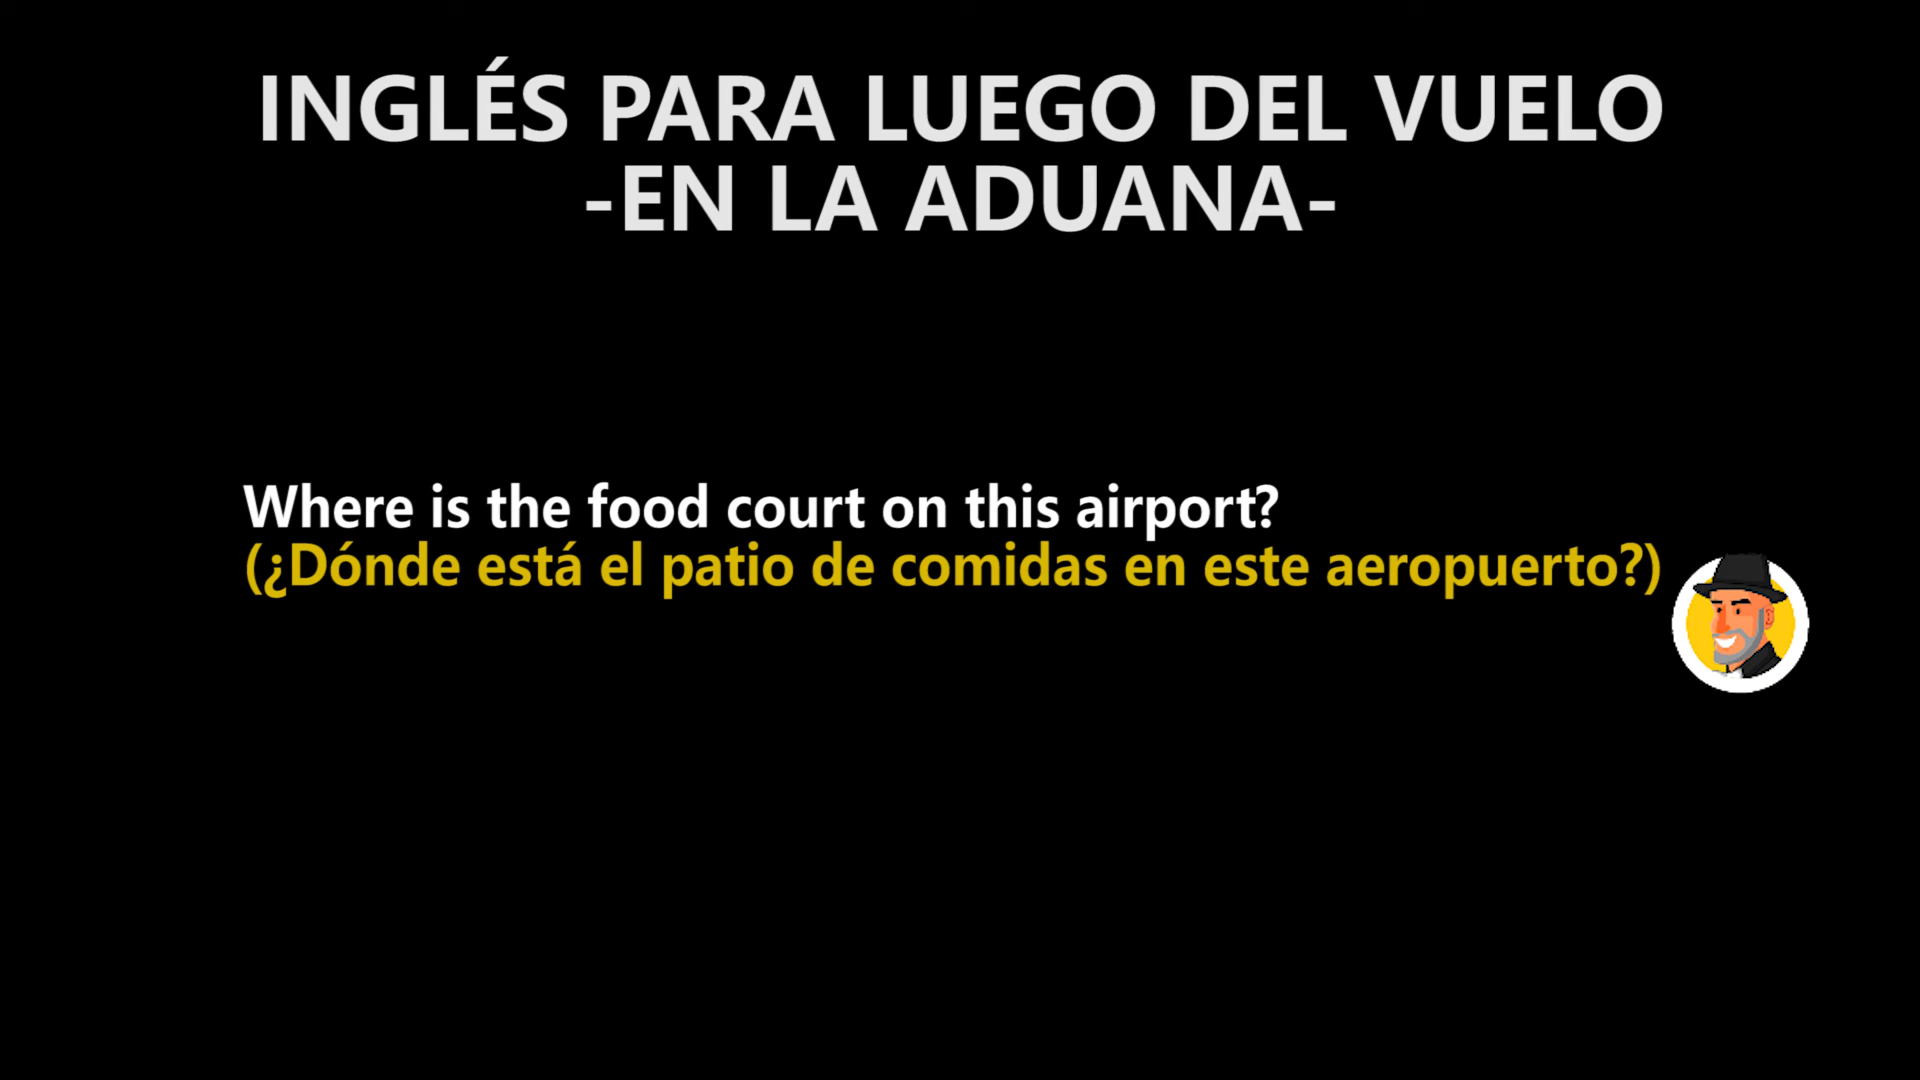 INGLÉS PARA LUEGO DEL VUELO
-EN LA ADUANA-
Where is the food court on this airport?
(¿Dónde está el patio de comidas en este aeropuerto?)